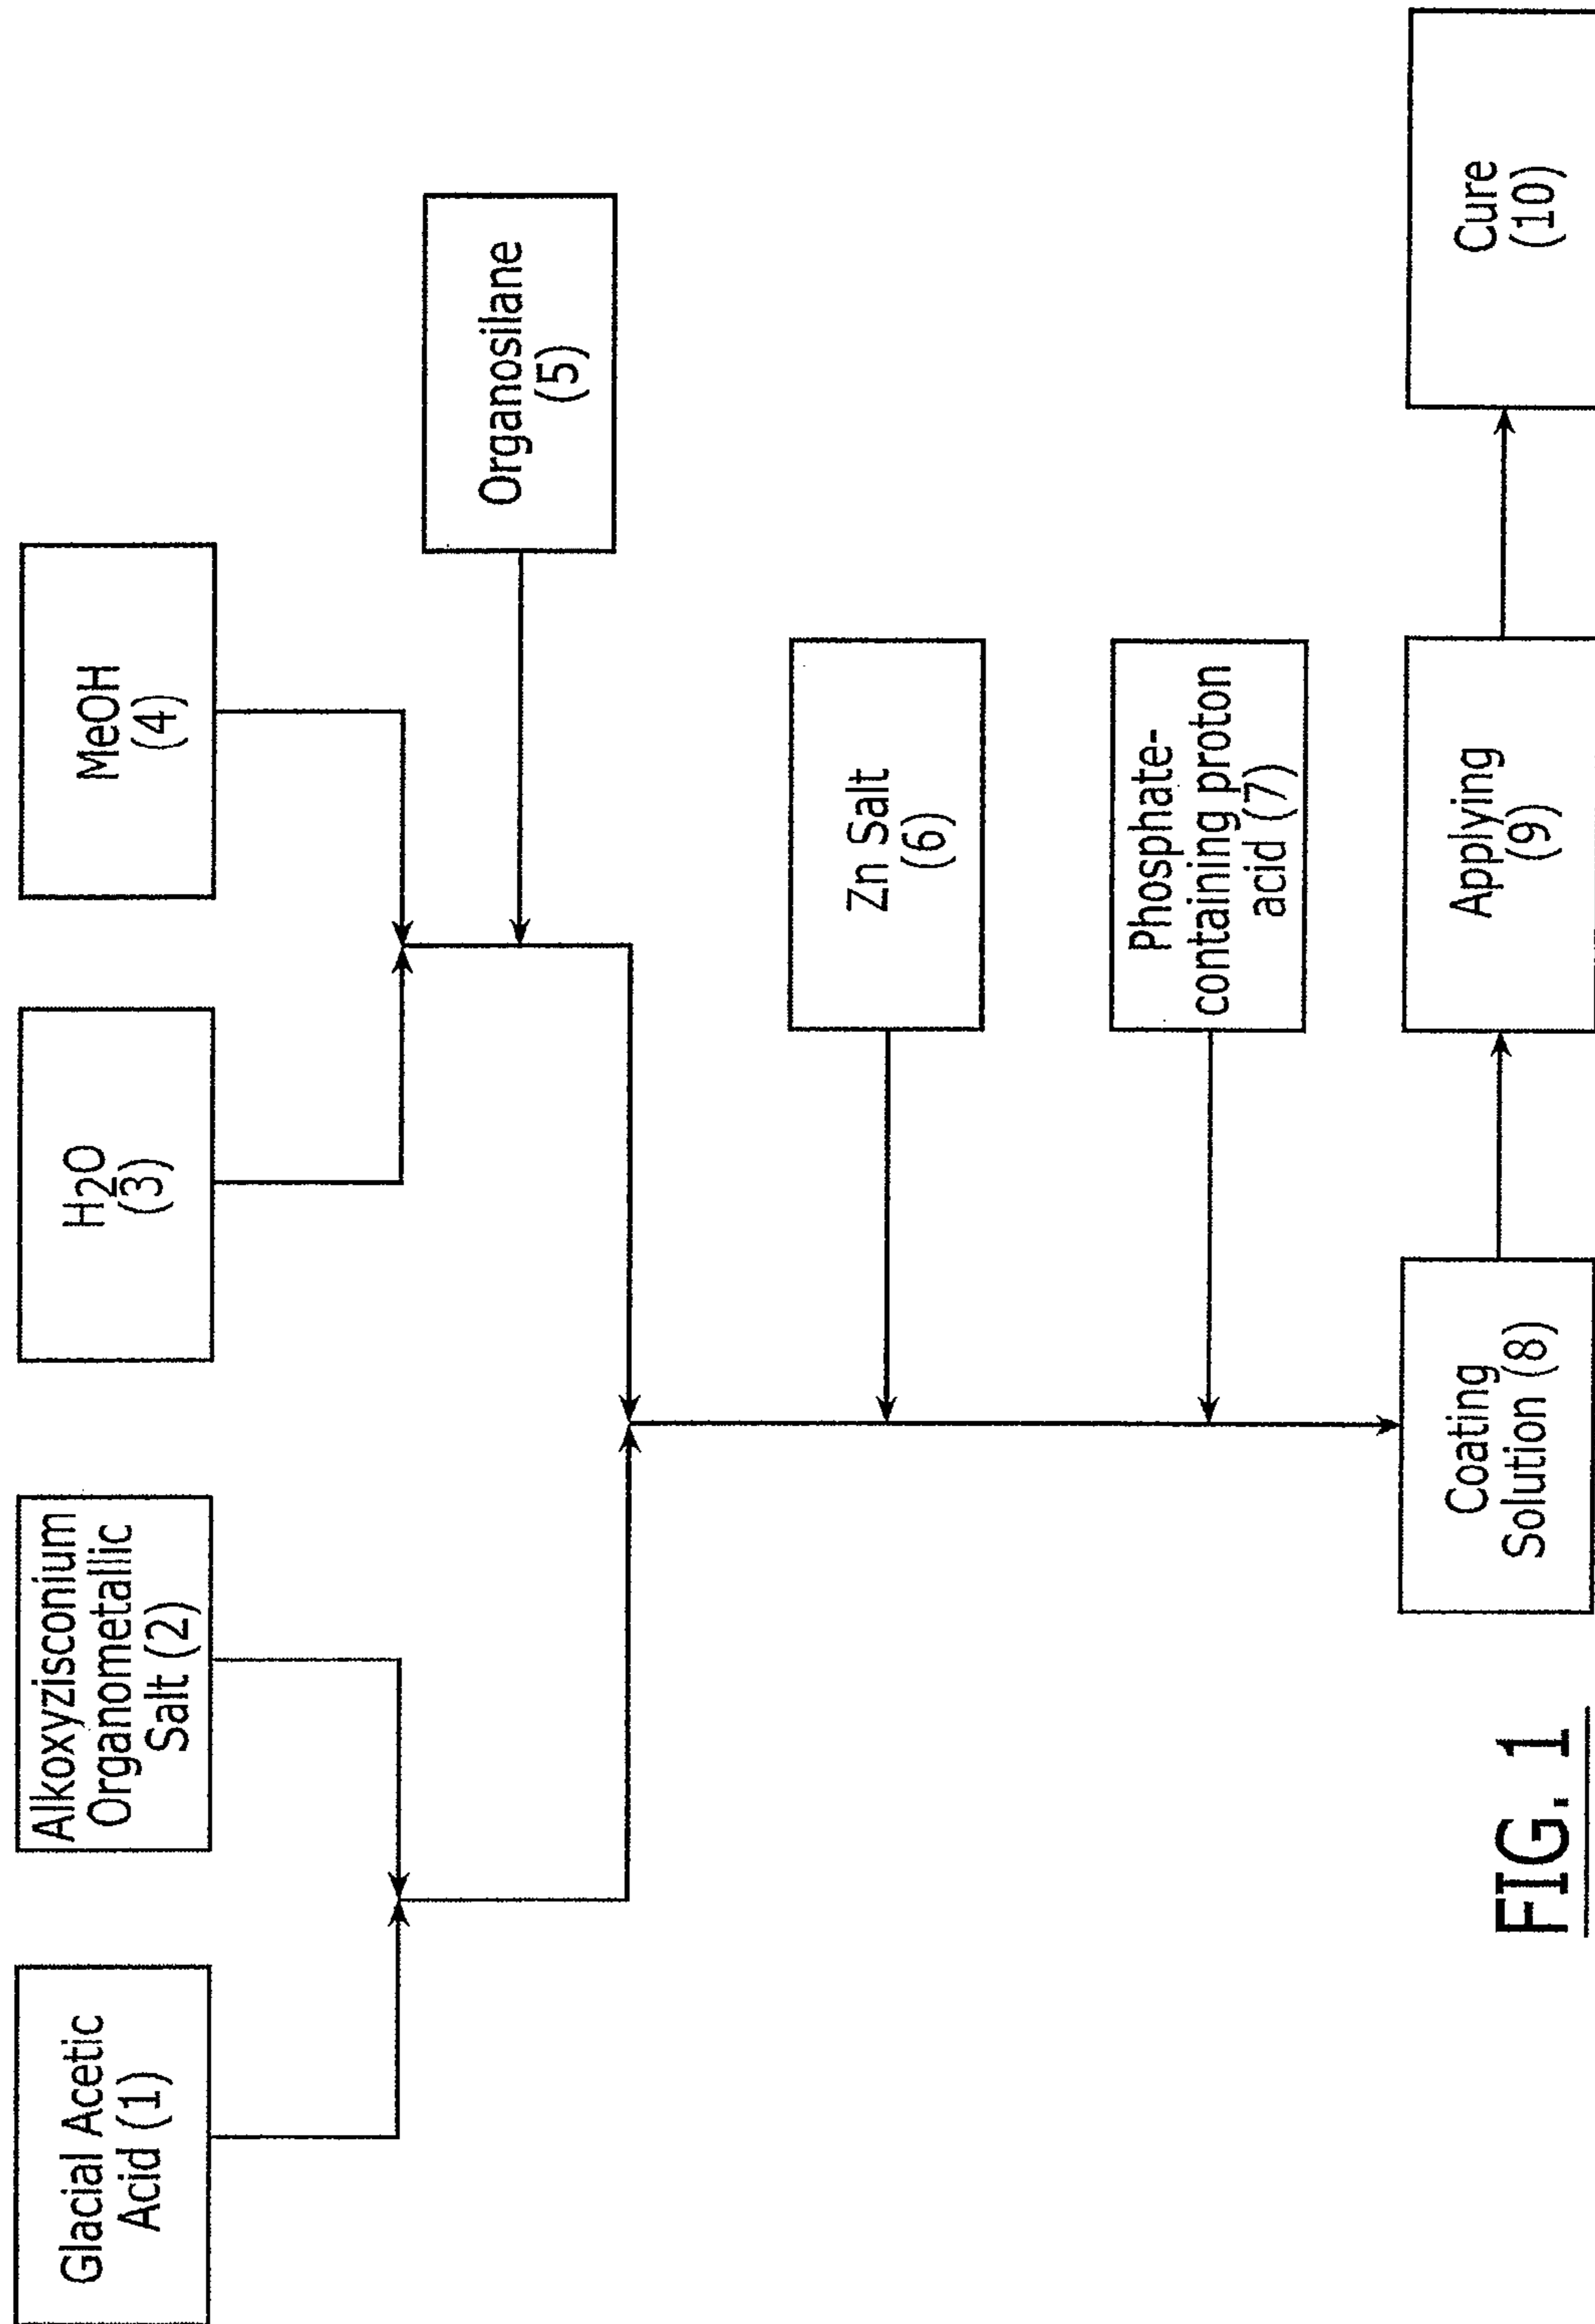 Glacial Acetic
Acid (1)
Alkoxyzisconium
Organometallic
Salt (2)
H2O
(3)
MeOH
(4)
Organosilane
(5)
Zn Salt
(6)
Phosphate-
containing proton
acid (7)
Coating
Solution (8)
Applying
(9)
Cure
(10)
FIG. 1